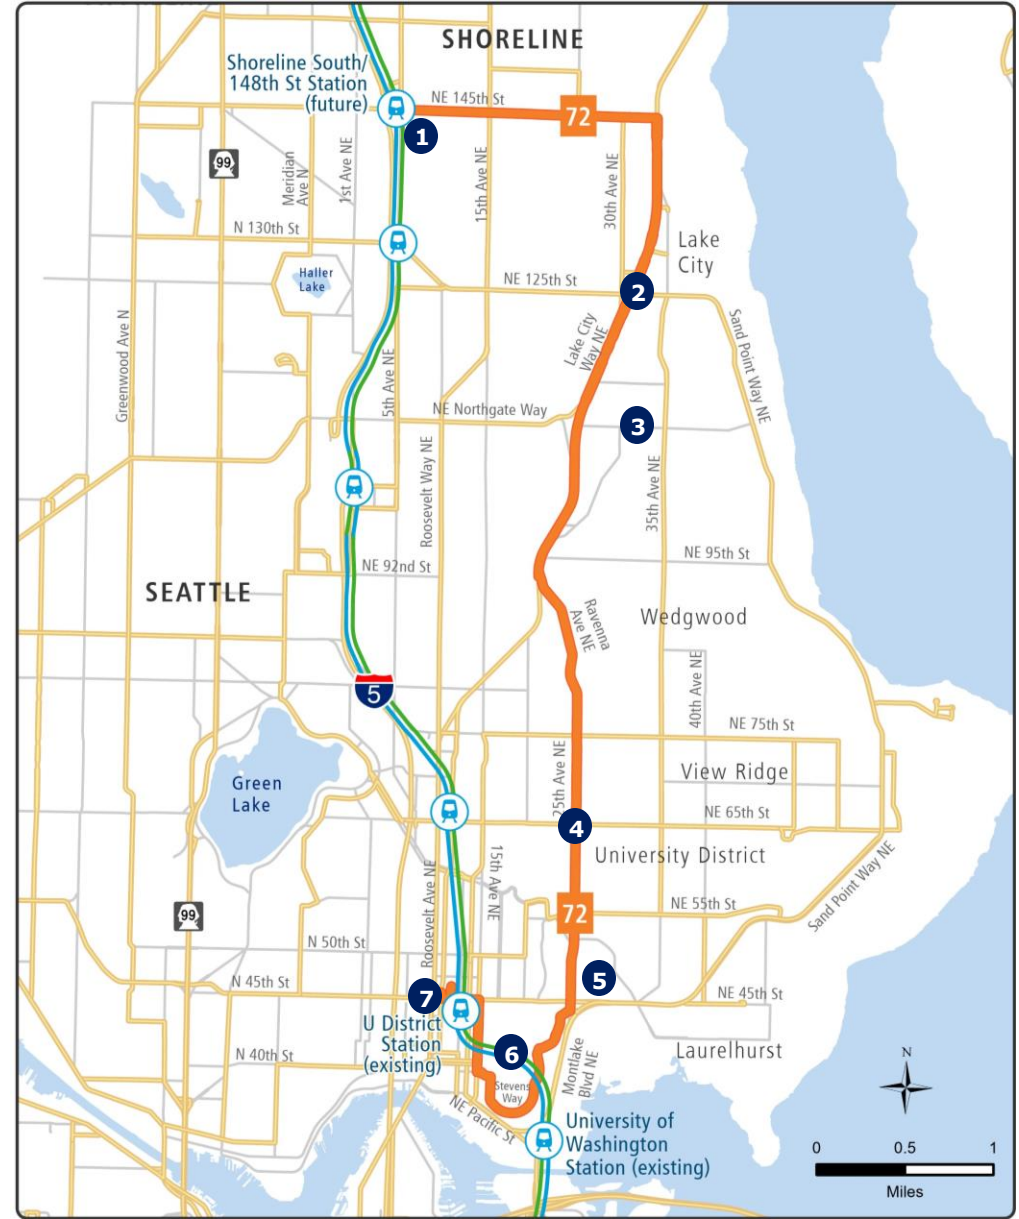 SHORELINE
Shoreline South/
148th St Station
(future)
NE 145th St
72
1
99
Meridian
Ave N
1st Ave NE
15th Ave NE
30th Ave NE
N 130th St
Lake
City
Haller
Lake
NE 125th St
2
Greenwood Ave N
Lake City
Way NE
Sand Point Way NE
5th Ave NE
NE Northgate Way
3
Roosevelt Way NE
35th Ave NE
NE 95th St
NE 92nd St
SEATTLE
Ravenna
Ave NE
Wedgwood
40th Ave NE
5
NE 75th St
25th Ave NE
View Ridge
Green
Lake
NE 65th St
4
University District
15th Ave NE
Roosevelt Ave NE
Sand Point Way NE
99
72
NE 55th St
N 50th St
5
N 45th St
7
NE 45th St
U District
Station
(existing)
6
N 40th St
Laurelhurst
Montlake
Blvd NE
Stevens
Way
NE Pacific St
University of
Washington
Station (existing)
N
0
0.5
1
Miles